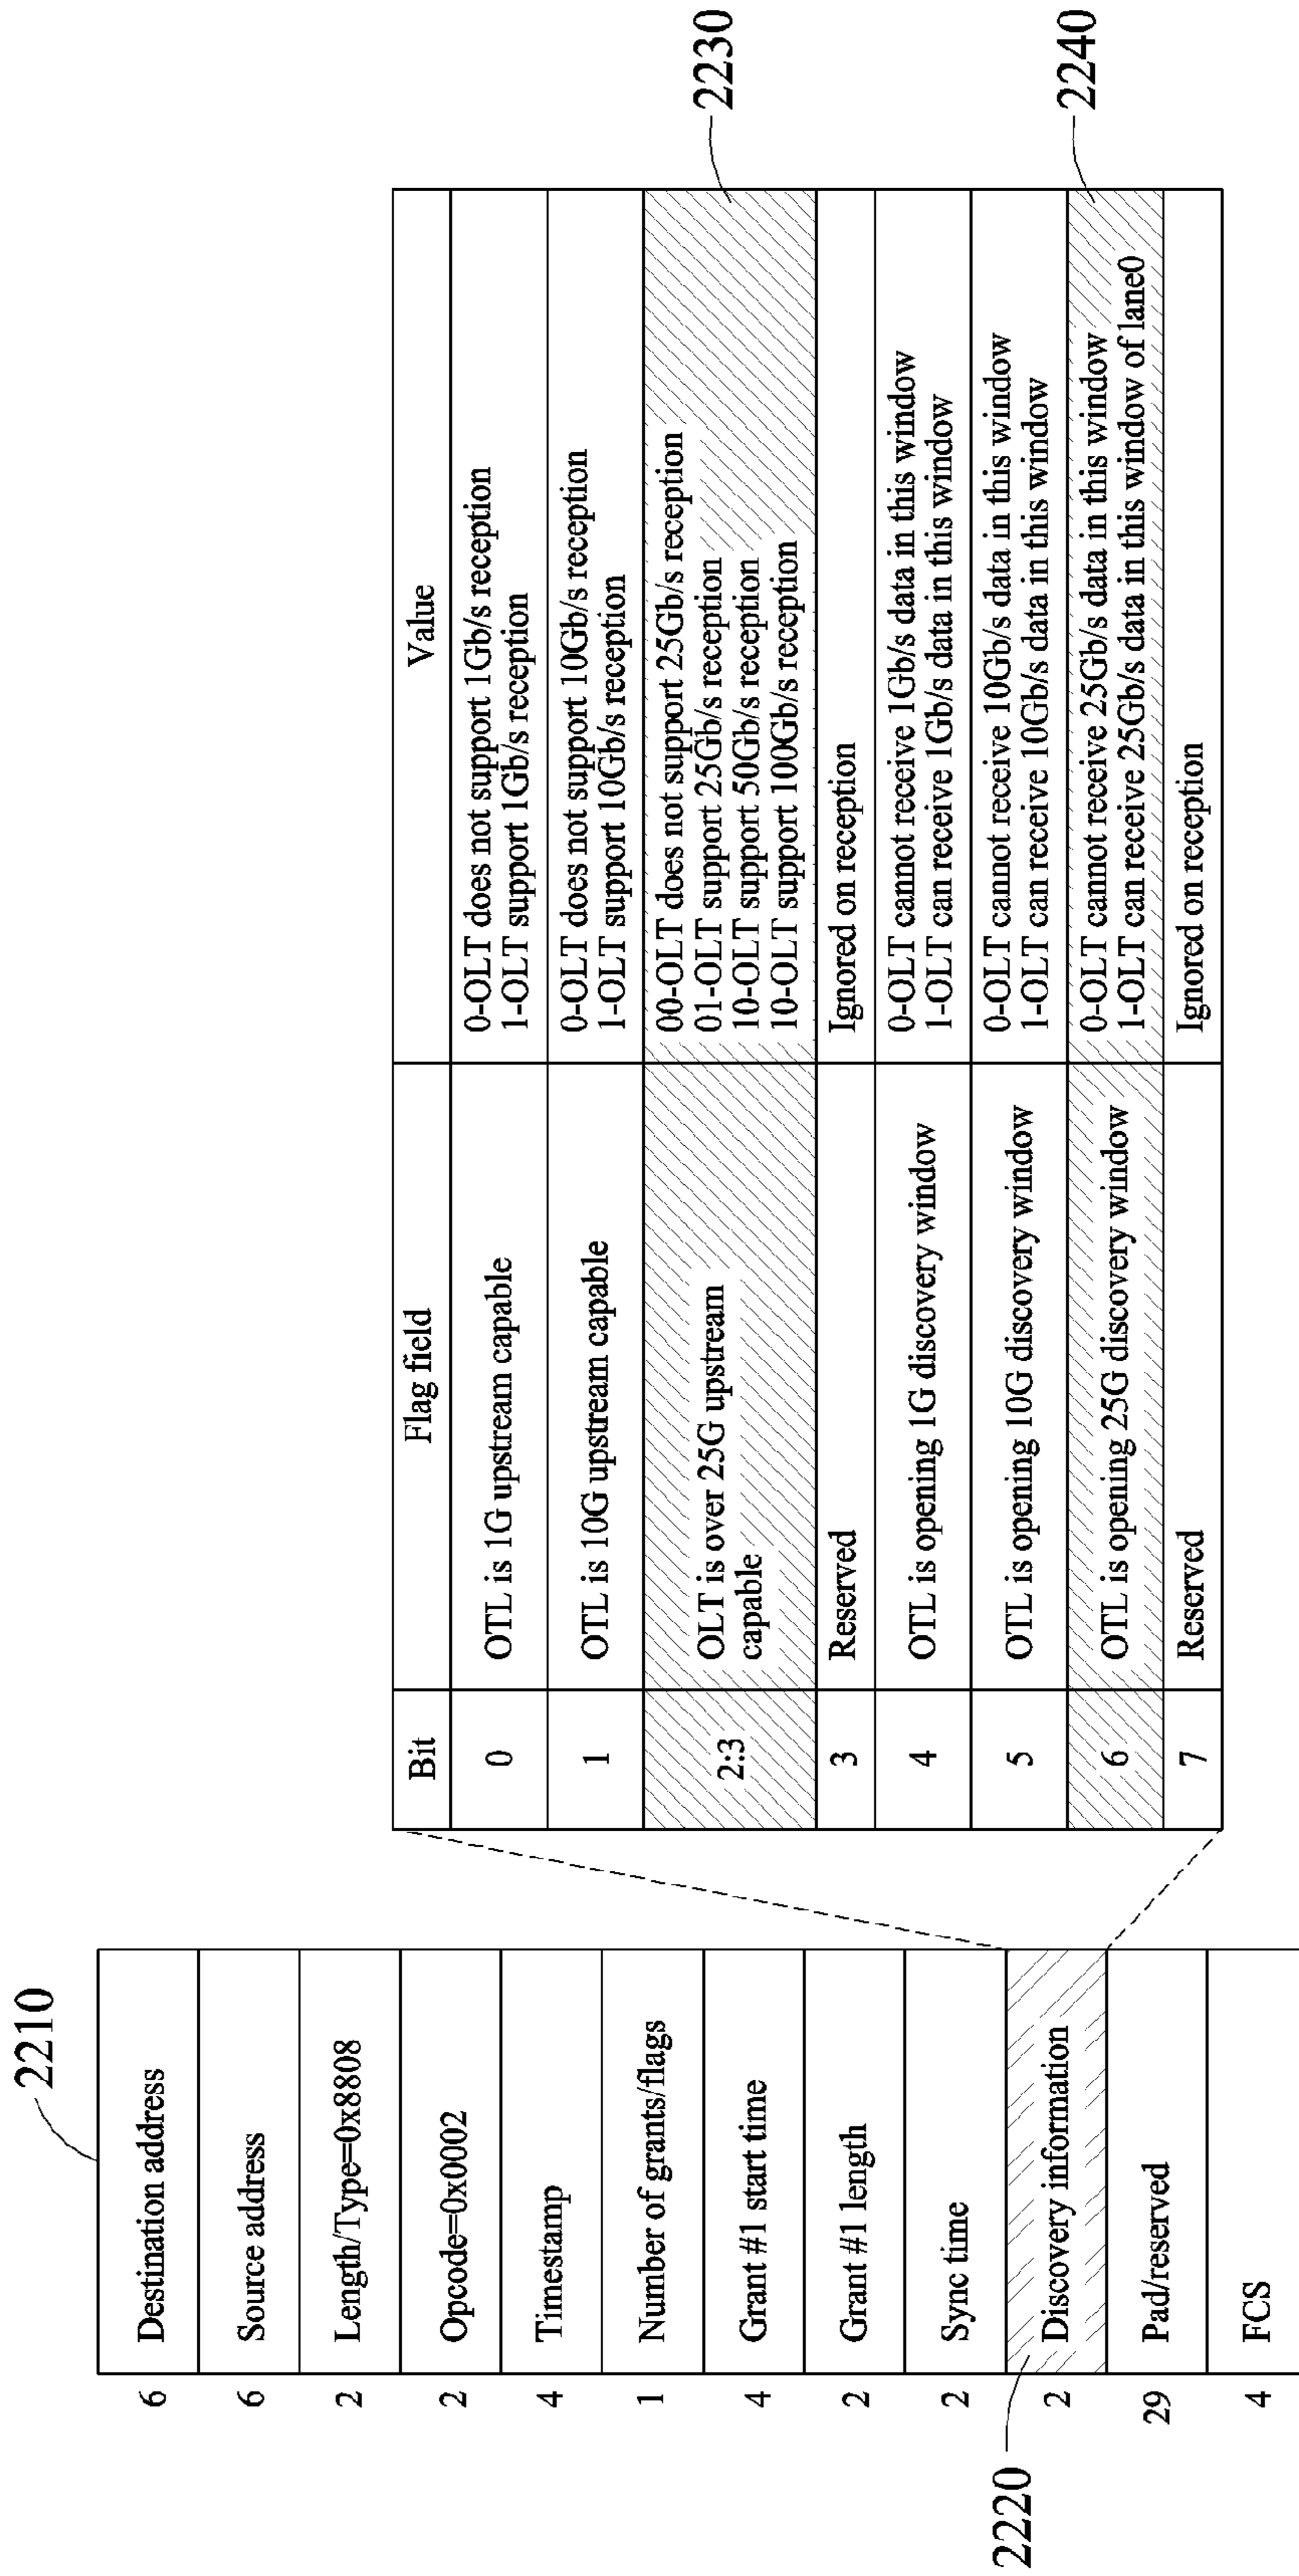 2210
6 Destination address
6 Source address
2 Length/Type=0x8808
2 Opcode=0x0002
4 Timestamp
1 Number of grants/flags
4 Grant #1 start time
2 Grant #1 length
2 Sync time
2 Discovery information
29 Pad/reserved
4 FCS
2220
Bit Flag field Value
0 OTL is 1G upstream capable
0-OLT does not support 1Gb/s reception
1-OLT support 1Gb/s reception
1 OTL is 10G upstream capable
0-OLT does not support 10Gb/s reception
1-OLT support 10Gb/s reception
2:3 OLT is over 25G upstream
capable
00-OLT does not support 25Gb/s reception
01-OLT support 25Gb/s reception
10-OLT support 50Gb/s reception
10-OLT support 100Gb/s reception
2230
3 Reserved Ignored on reception
4 OTL is opening 1G discovery window
0-OLT cannot receive 1Gb/s data in this window
1-OLT can receive 1Gb/s data in this window
5 OTL is opening 10G discovery window
0-OLT cannot receive 10Gb/s data in this window
1-OLT can receive 10Gb/s data in this window
6 OTL is opening 25G discovery window
0-OLT cannot receive 25Gb/s data in this window
1-OLT can receive 25Gb/s data in this window of lane0
2240
7 Reserved Ignored on reception